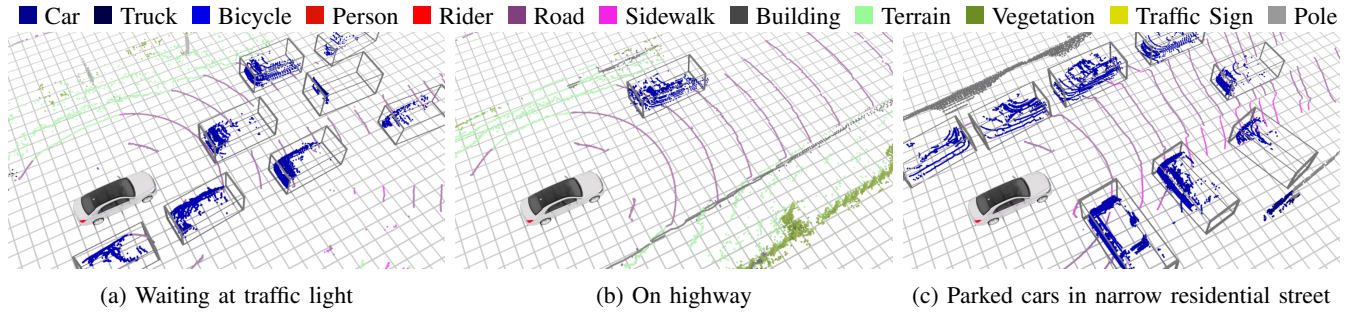 Car Truck Bicycle Person Rider Road Sidewalk Building Terrain Vegetation Traffic Sign Pole
(a) Waiting at traffic light (b) On highway (c) Parked cars in narrow residential street